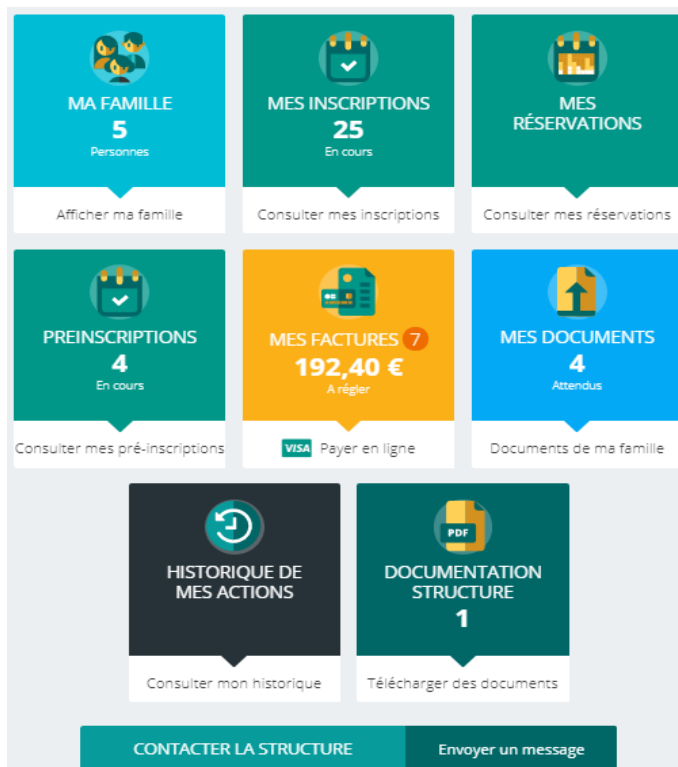 MA FAMILLE
5
Personnes
Afficher ma famille
MES INSCRIPTIONS
25
En cours
Consulter mes inscriptions
MES
RÉSERVATIONS
Consulter mes réservations
PREINSCRIPTIONS
4
En cours
Consulter mes pré-inscriptions
MES FACTURES 7
192,40 €
A régler
VISA Payer en ligne
MES DOCUMENTS
4
Attendus
Documents de ma famille
HISTORIQUE DE
MES ACTIONS
Consulter mon historique
PDF
DOCUMENTATION
STRUCTURE
1
Télécharger des documents
CONTACTER LA STRUCTURE
Envoyer un message